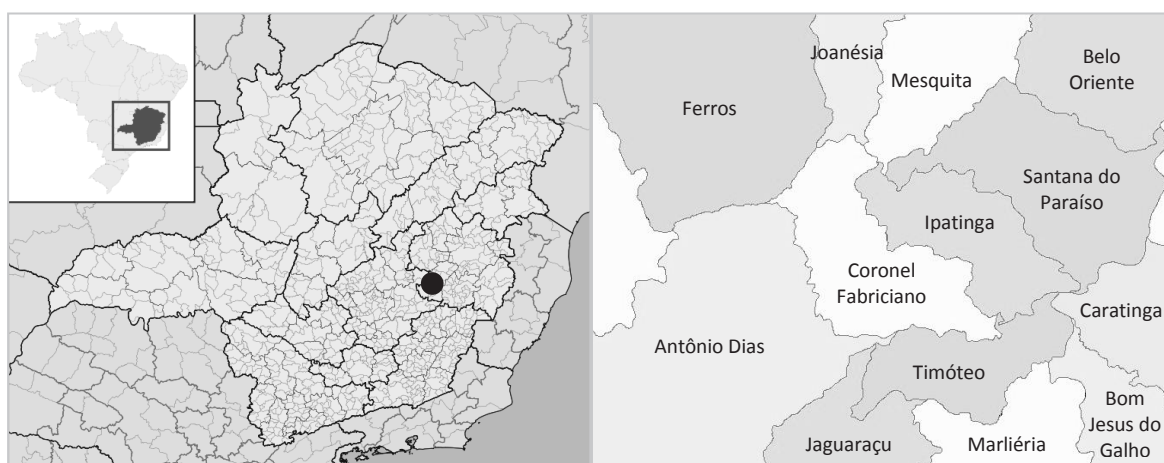 Joanésia
Mesquita
Belo
Oriente
Ferros
Santana do
Paraíso
Ipatinga
Coronel
Fabriciano
Caratinga
Antônio Dias
Timóteo
Bom
Jesus do
Galho
Jaguaraçu
Marliéria